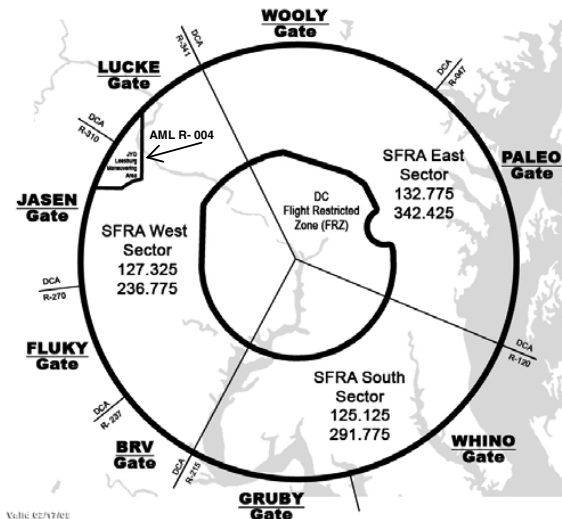 WOOLY
Gate
DCA
R-341
LUCKE
Gate
DCA
R-047
DCA
R-310
AML R- 004
JYO
Leesburg
Maneuvering
Area
PALEO
Gate
SFRA East
Sector
132.775
342.425
DC
Flight Restricted
Zone (FRZ)
JASEN
Gate
SFRA West
Sector
127.325
236.775
DCA
R-270
FLUKY
Gate
DCA
R-120
SFRA South
Sector
125.125
291.775
DCA
R- 237
BRV
Gate
WHINO
Gate
DCA
R-215
GRUBY
Gate
Valid